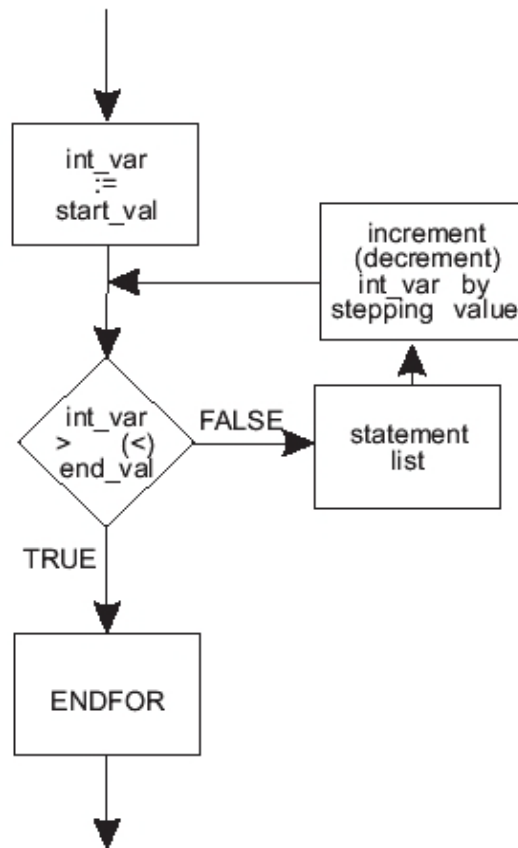 int_var
:=
start_val
increment
(decrement)
int_var by
stepping value
int_var
> (<)
end_val
FALSE
statement
list
TRUE
ENDFOR